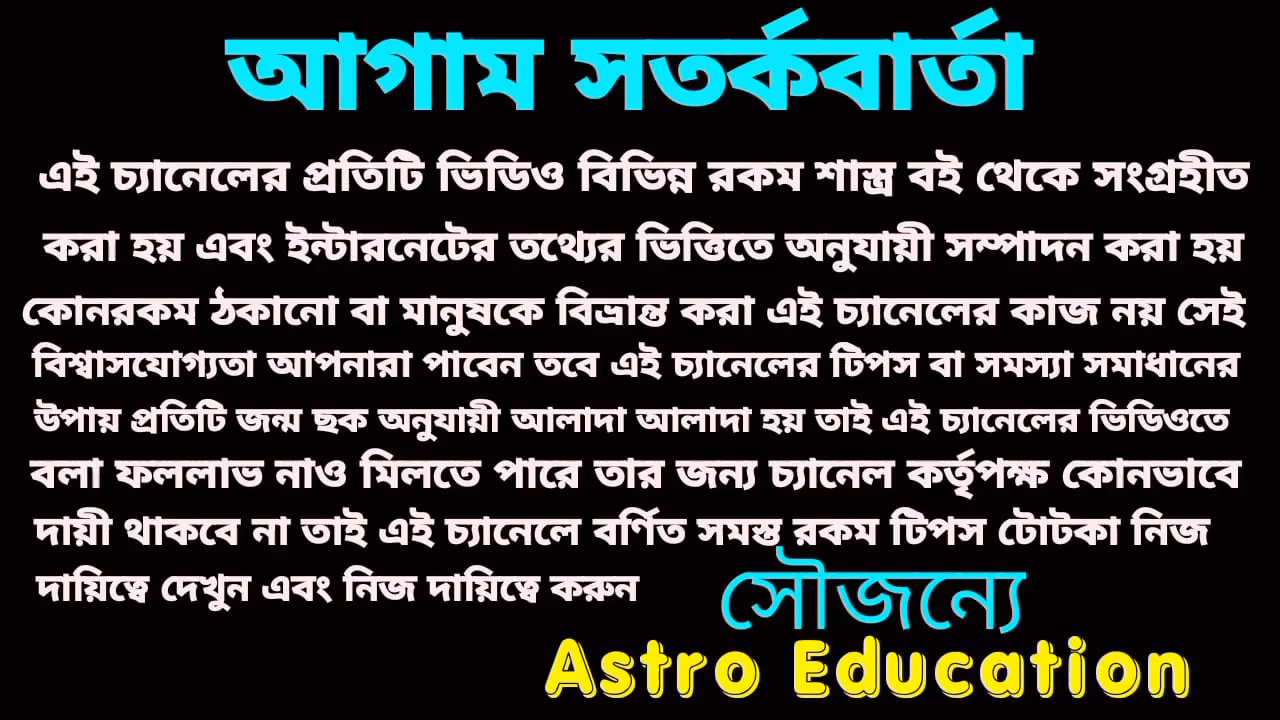 আগাম সতর্কবার্তা
এই চ্যানেলের প্রতিটি ভিডিও বিভিন্ন রকম শাস্ত্র বই থেকে সংগ্রহীত
করা হয় এবং ইন্টারনেটের তথ্যের ভিত্তিতে অনুযায়ী সম্পাদন করা হয়
কোনরকম ঠকানো বা মানুষকে বিভ্রান্ত করা এই চ্যানেলের কাজ নয় সেই
বিশ্বাসযোগ্যতা আপনারা পাবেন তবে এই চ্যানেলের টিপস বা সমস্যা সমাধানের
উপায় প্রতিটি জন্ম ছক অনুযায়ী আলাদা আলাদা হয় তাই এই চ্যানেলের ভিডিওতে
বলা ফললাভ নাও মিলতে পারে তার জন্য চ্যানেল কর্তৃপক্ষ কোনভাবে
দায়ী থাকবে না তাই এই চ্যানেলে বর্ণিত সমস্ত রকম টিপস টোটকা নিজ
দায়িত্বে দেখুন এবং নিজ দায়িত্বে করুন
সৌজন্যে
Astro Education